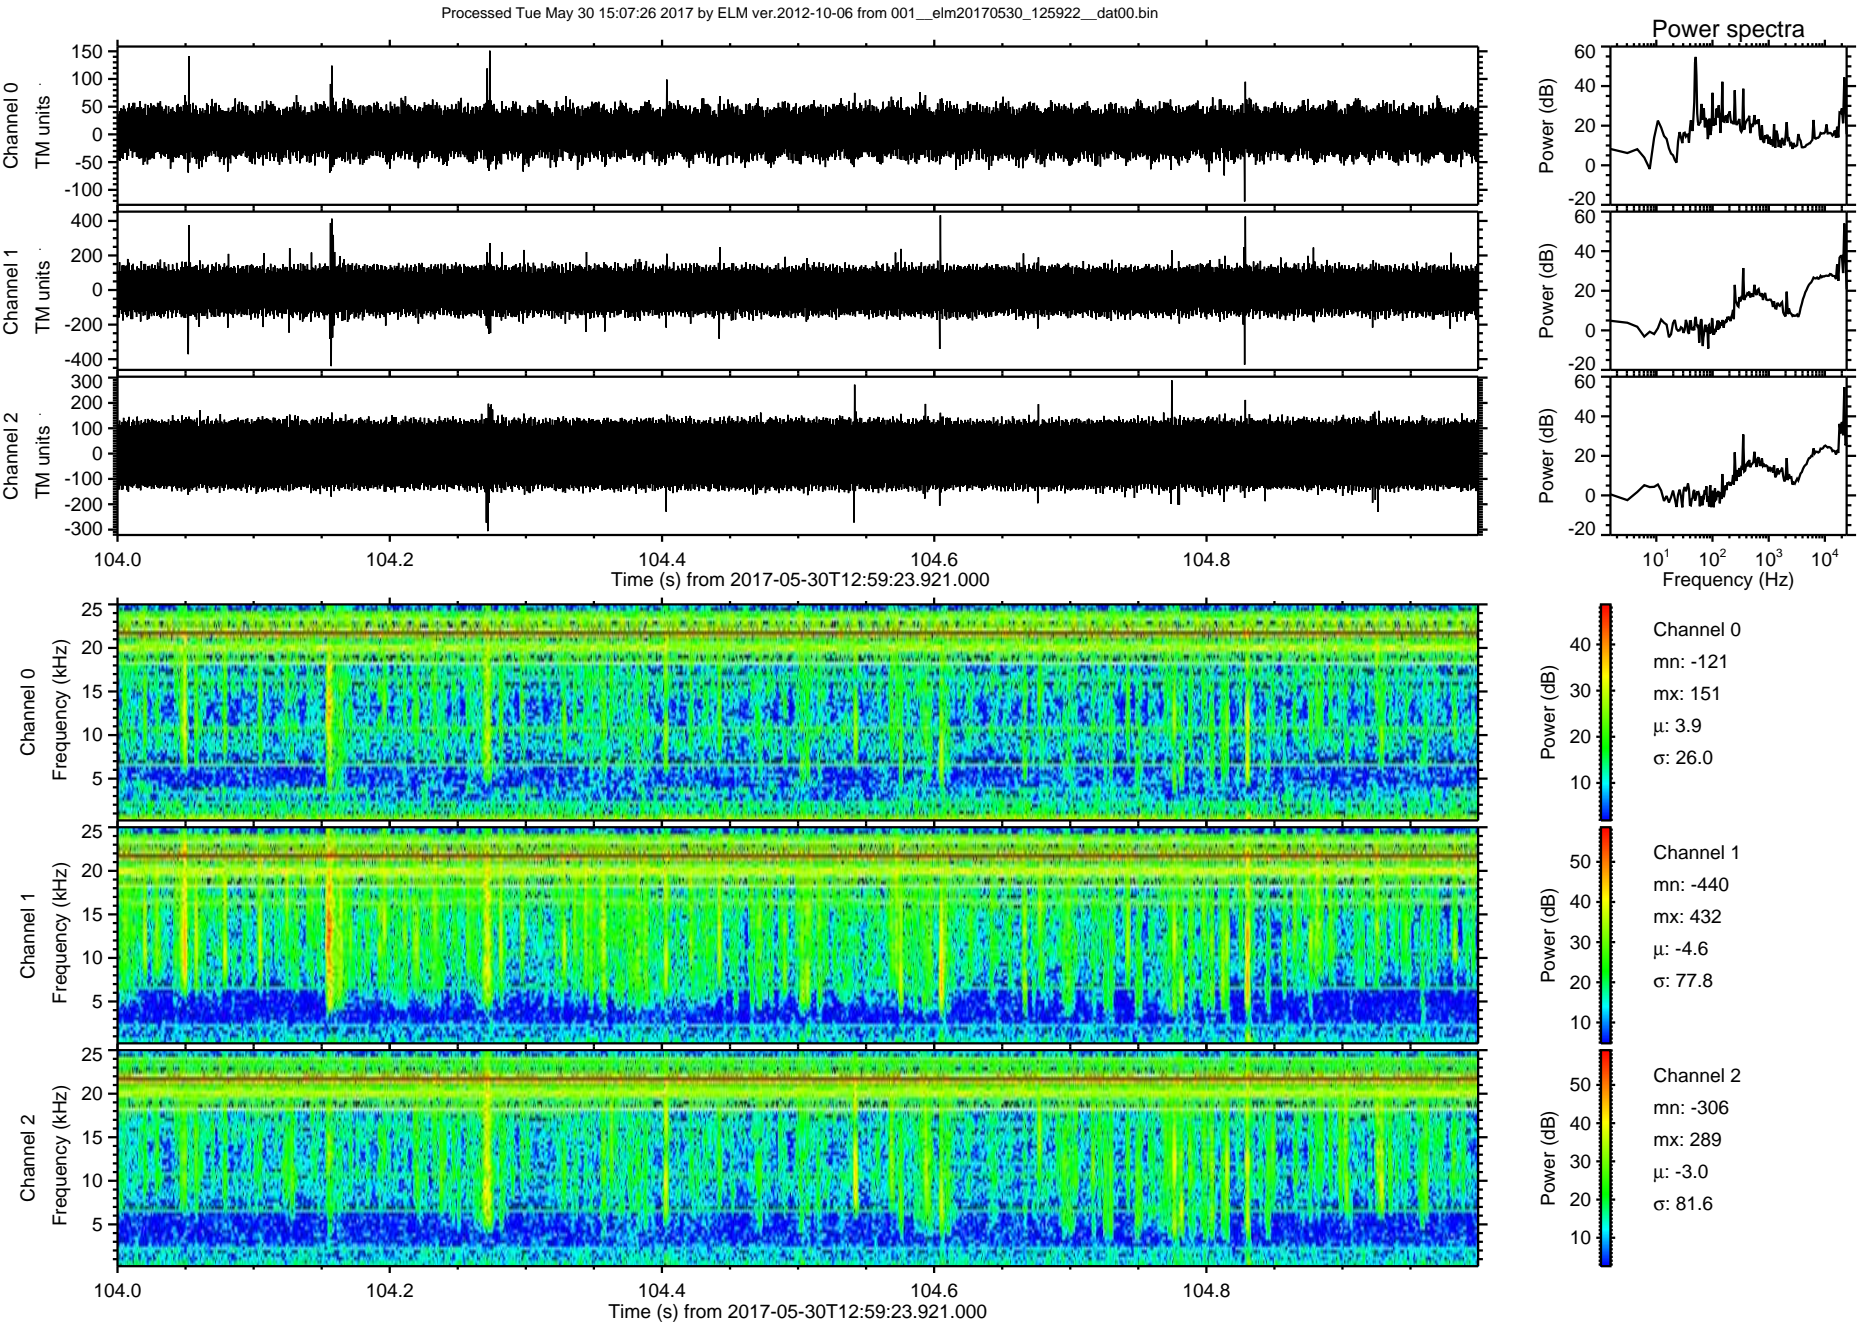 Processed Tue May 30 15:07:26 2017 by ELM ver.2012-10-06 from 001__elm20170530_125922__dat00.bin
Power spectra
Channel 0
TM units
150
100
50
0
-50
-100
Power (dB)
60
40
20
0
-20
Channel 1
TM units
400
200
0
-200
-400
Power (dB)
60
40
20
0
-20
Channel 2
TM units
300
200
100
0
-100
-200
-300
Power (dB)
60
40
20
0
-20
104.0 104.2 104.4 104.6 104.8
Time (s) from 2017-05-30T12:59:23.921.000
10^1 10^2 10^3 10^4
Frequency (Hz)
Channel 0
Frequency (kHz)
25
20
15
10
5
Power (dB)
40
30
20
10
Channel 0
mn: -121
mx: 151
μ: 3.9
σ: 26.0
Channel 1
Frequency (kHz)
25
20
15
10
5
Power (dB)
50
40
30
20
10
Channel 1
mn: -440
mx: 432
μ: -4.6
σ: 77.8
Channel 2
Frequency (kHz)
25
20
15
10
5
Power (dB)
50
40
30
20
10
Channel 2
mn: -306
mx: 289
μ: -3.0
σ: 81.6
104.0 104.2 104.4 104.6 104.8
Time (s) from 2017-05-30T12:59:23.921.000